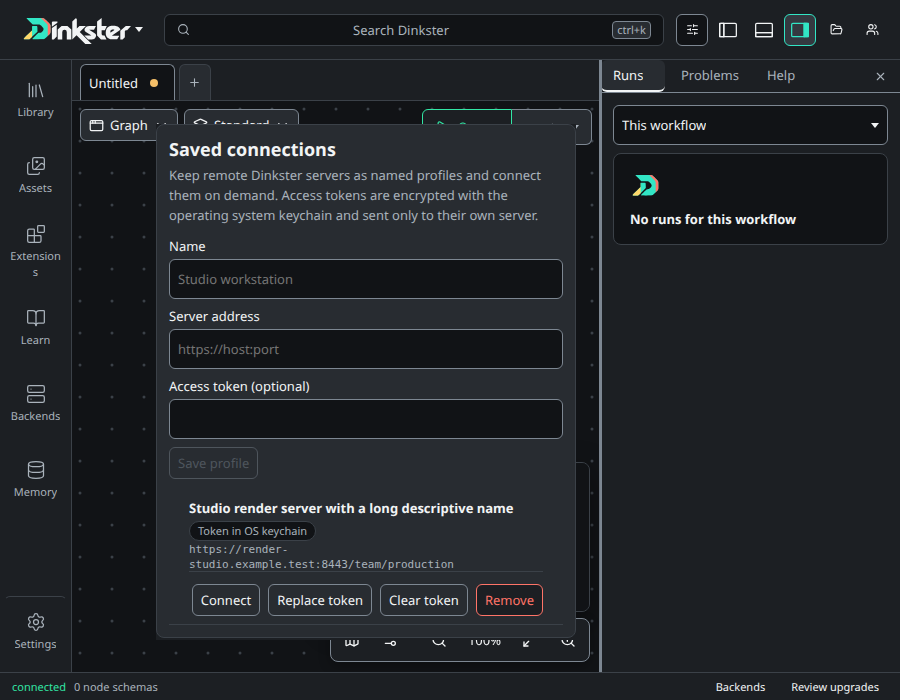 Dinkster
Search Dinkster
ctrl+k
Untitled
+
Runs
Problems
Help
Library
Assets
Extension
s
Learn
Backends
Memory
Settings
Graph
Standard
This workflow
No runs for this workflow
Saved connections
Keep remote Dinkster servers as named profiles and connect
them on demand. Access tokens are encrypted with the
operating system keychain and sent only to their own server.
Name
Studio workstation
Server address
https://host:port
Access token (optional)
Save profile
Studio render server with a long descriptive name
Token in OS keychain
https://render-
studio.example.test:8443/team/production
Connect
Replace token
Clear token
Remove
100%
connected
0 node schemas
Backends
Review upgrades